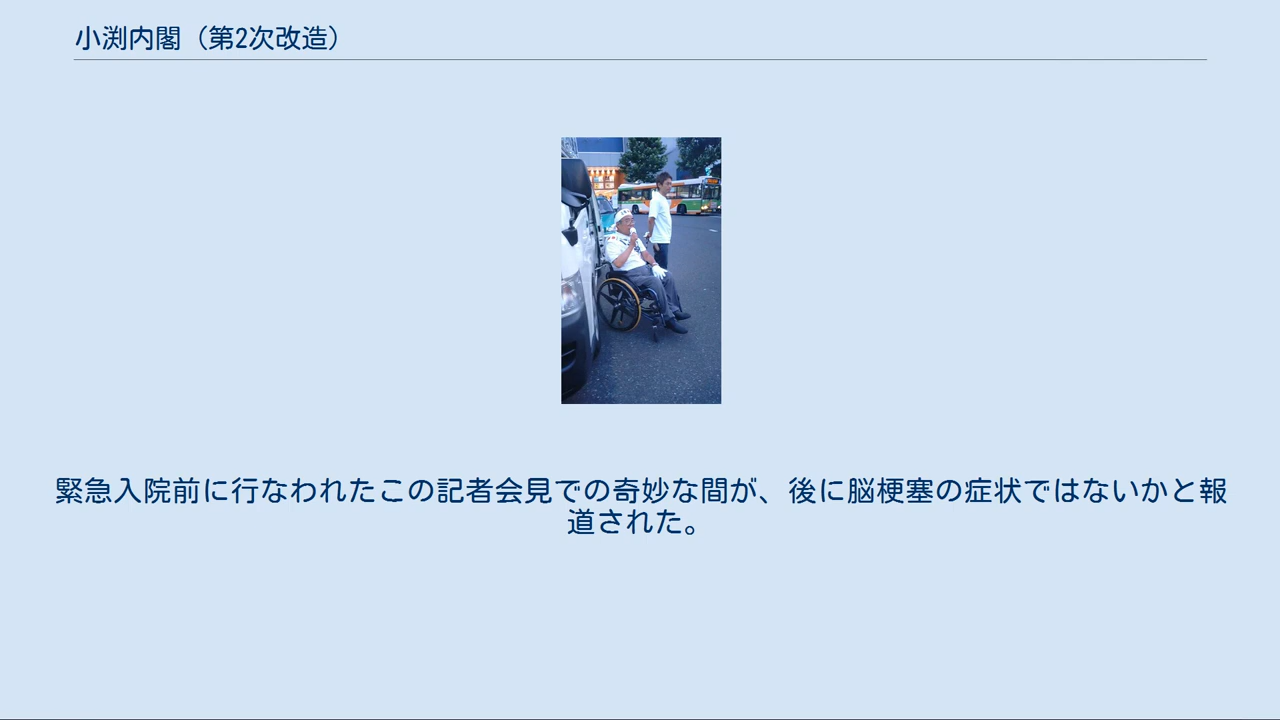 小渕内閣（第2次改造）
緊急入院前に行なわれたこの記者会見での奇妙な間が、後に脳梗塞の症状ではないかと報
道された。